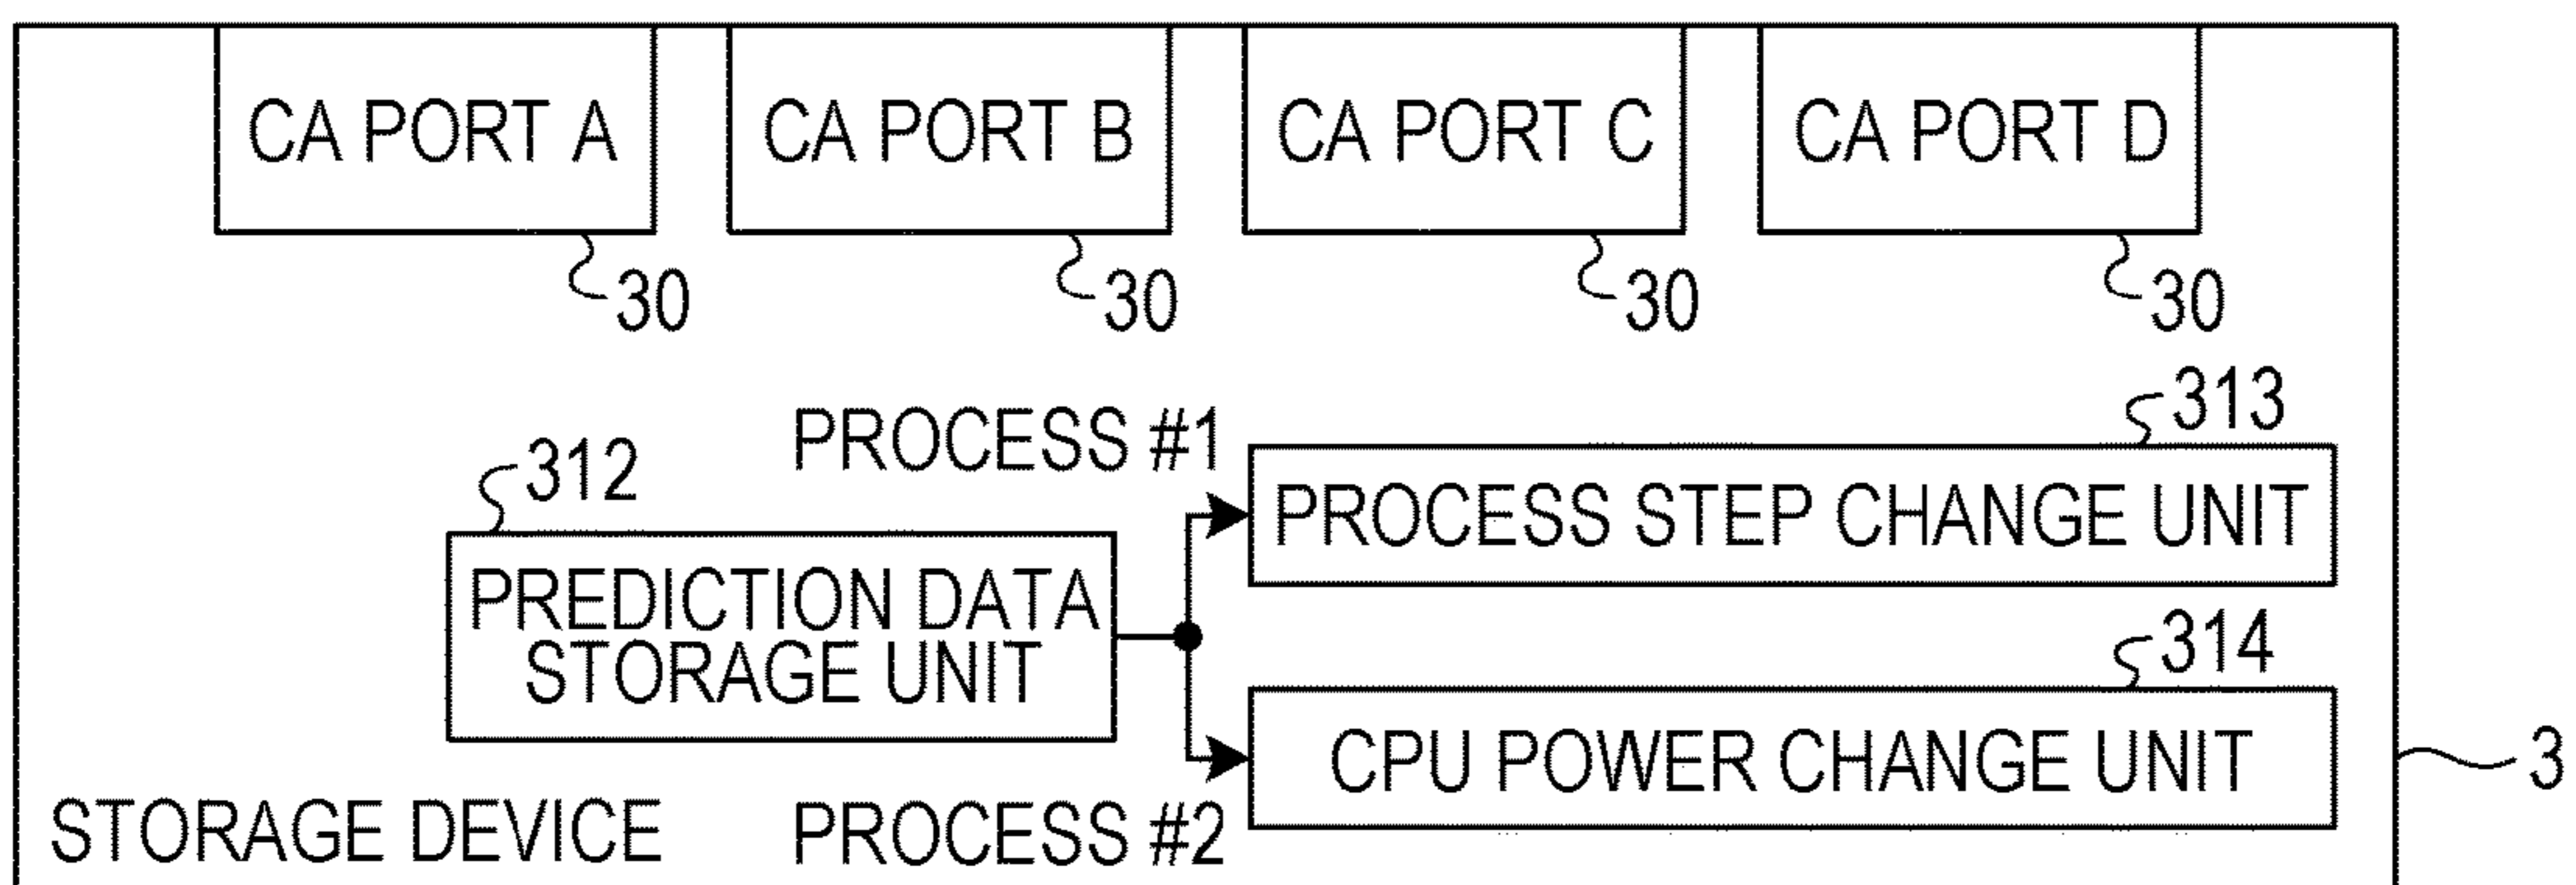 CA PORT A
CA PORT B
CA PORT C
CA PORT D
30
30
30
30
313
PROCESS #1
312
PROCESS STEP CHANGE UNIT
PREDICTION DATA
STORAGE UNIT
314
CPU POWER CHANGE UNIT
3
STORAGE DEVICE
PROCESS #2